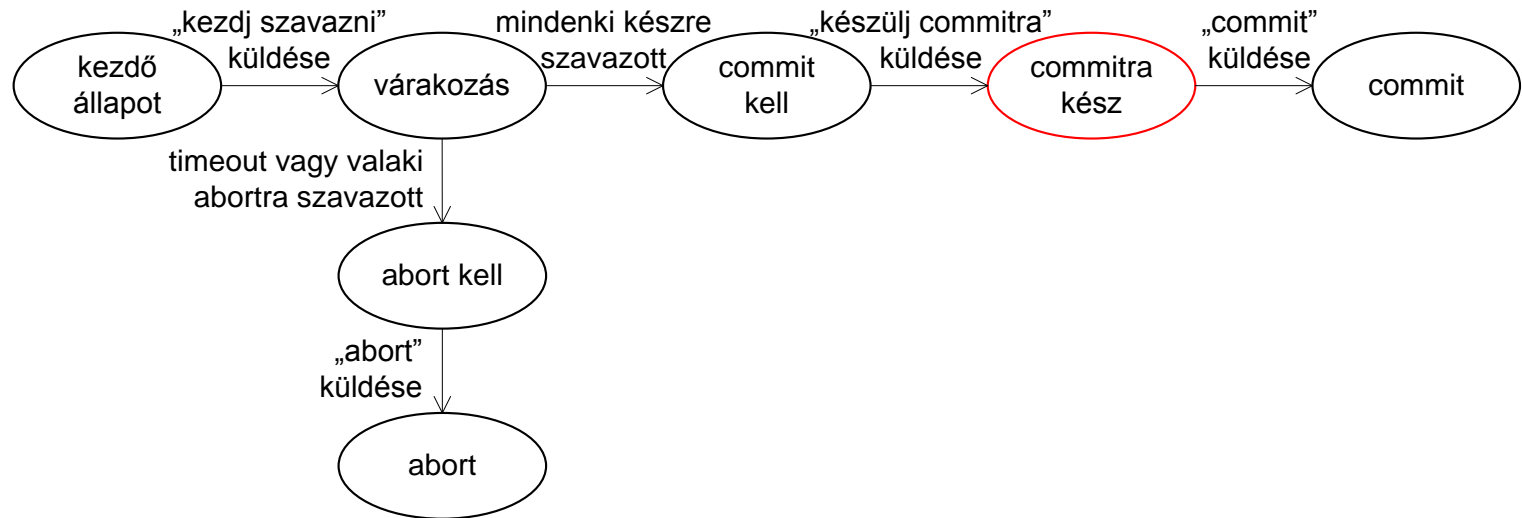 „kezdj szavazni”
küldése
mindenki készre
szavazott
„készülj commitra”
küldése
„commit”
küldése
kezdő
állapot
várakozás
commit
kell
commitra
kész
commit
timeout vagy valaki
abortra szavazott
abort kell
„abort”
küldése
abort